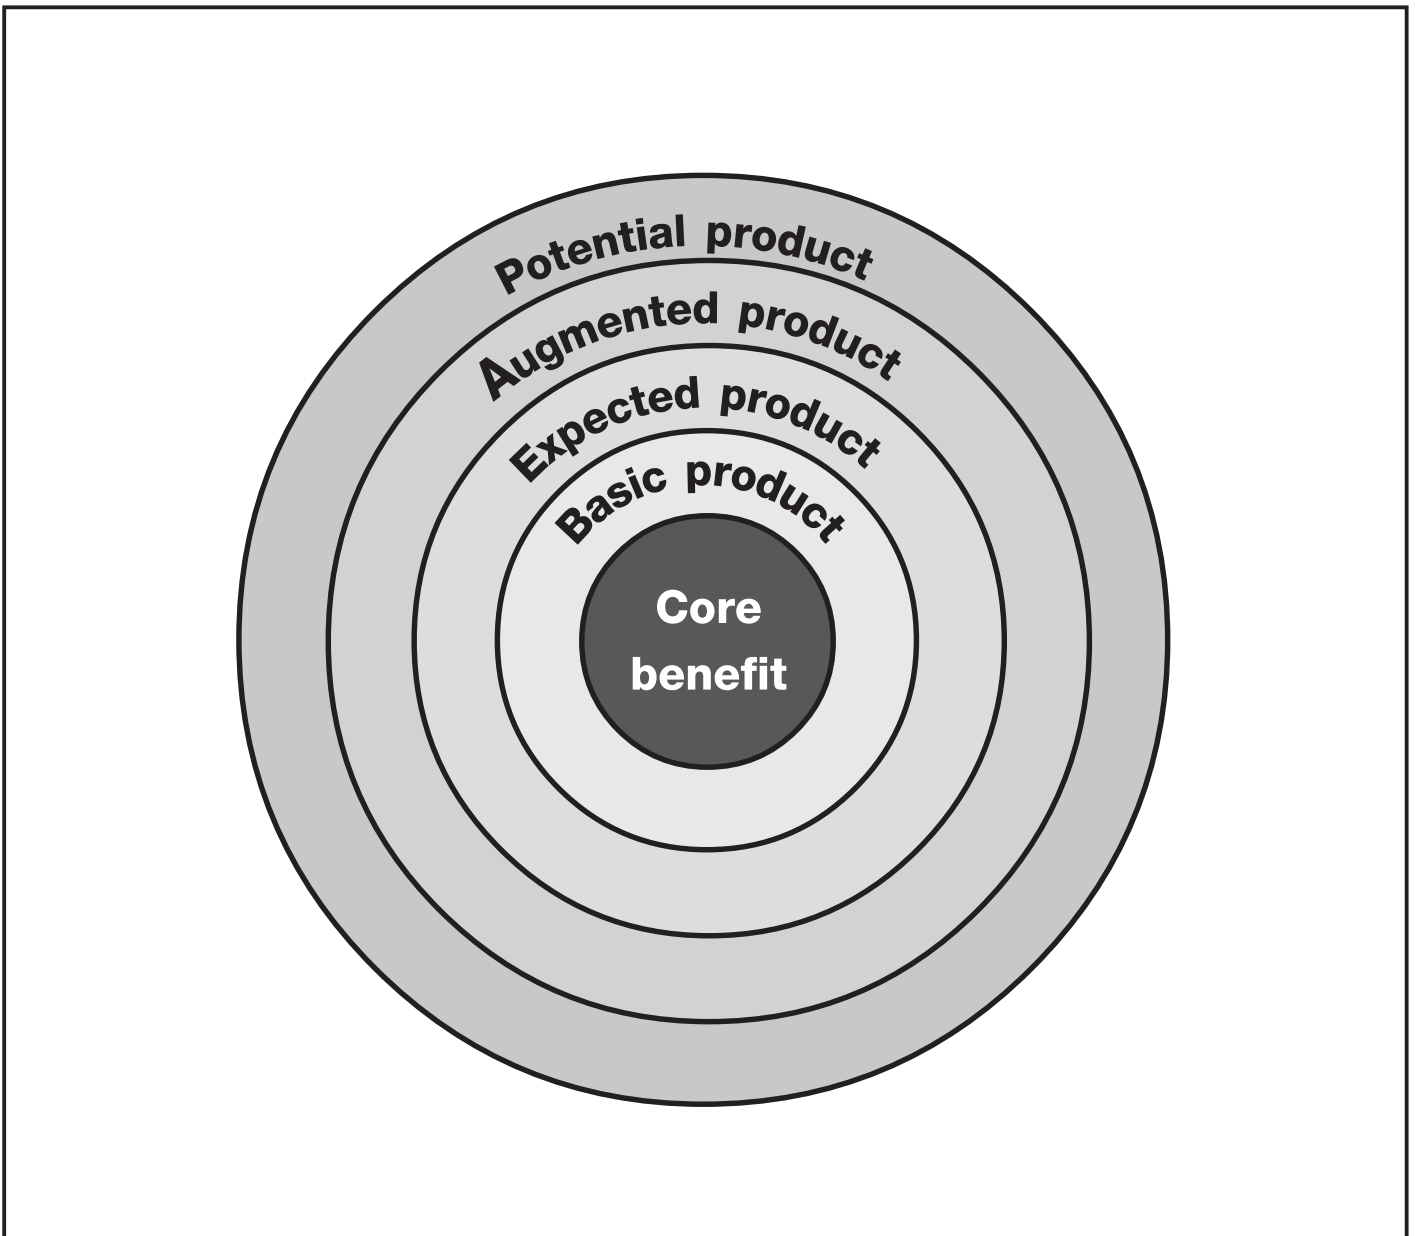 Potential product
Augmented product
Expected product
Basic product
Core
benefit